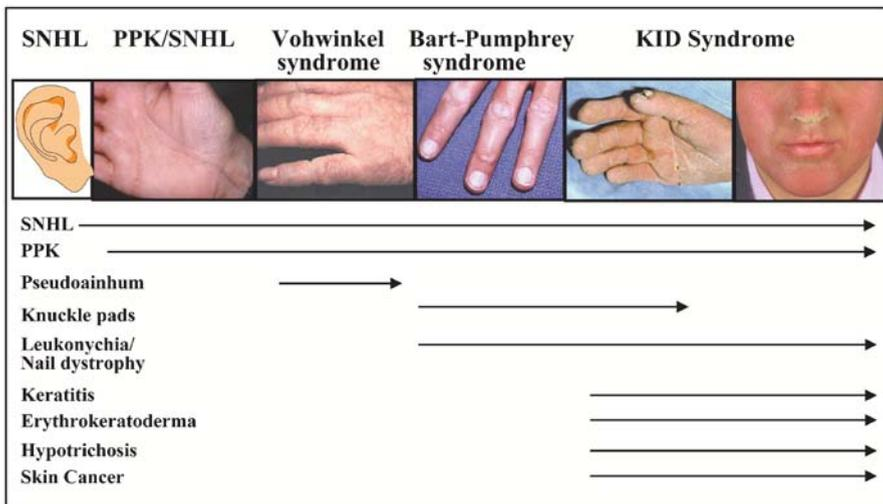 SNHL PPK/SNHL Vohwinkel syndrome Bart-Pumphrey syndrome KID Syndrome
SNHL
PPK
Pseudoainhum
Knuckle pads
Leukonychia/
Nail dystrophy
Keratitis
Erythrokeratoderma
Hypotrichosis
Skin Cancer